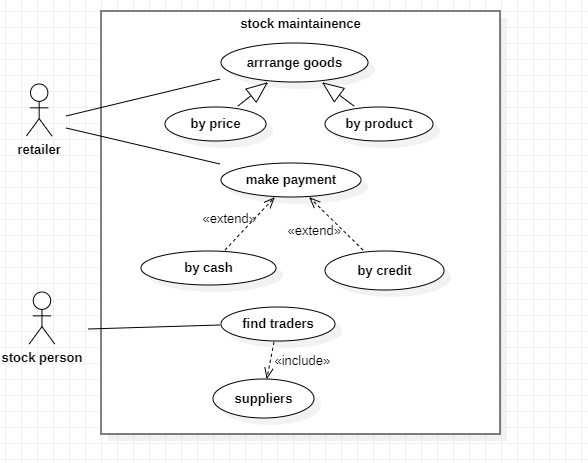 stock maintainence
arrrange goods
by price
by product
retailer
make payment
«extend»
«extend»
by cash
by credit
find traders
stock person
«include»
suppliers